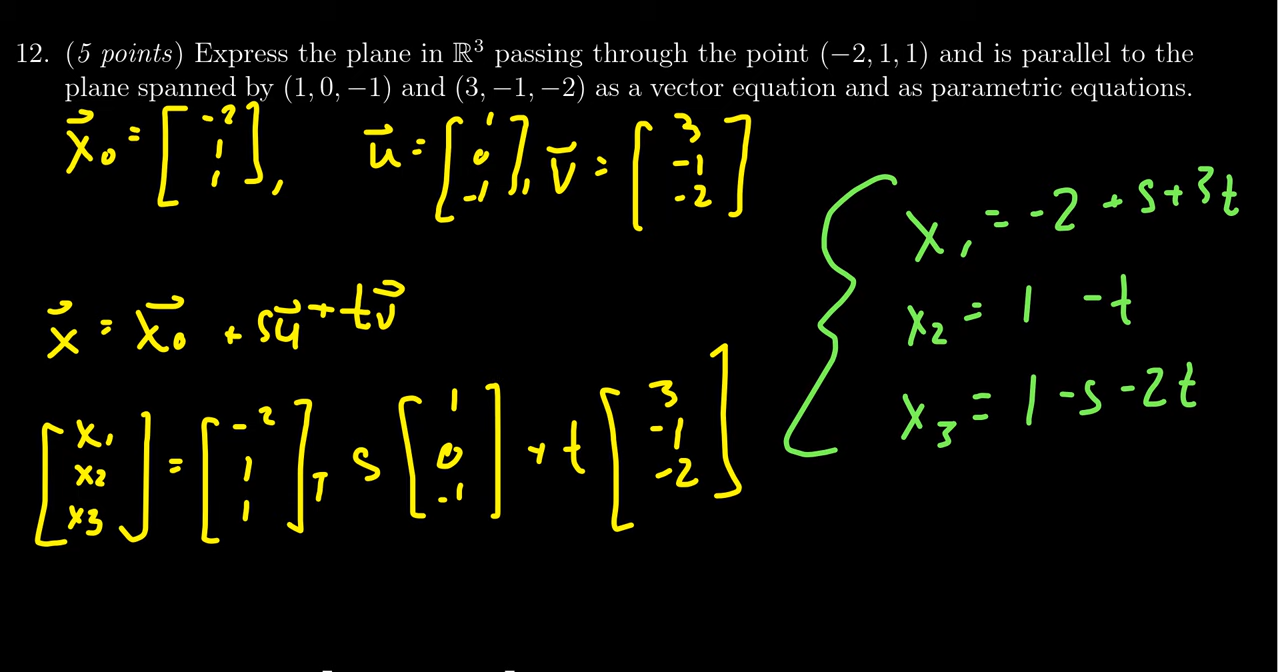 12. (5 points) Express the plane in ℝ³ passing through the point (−2, 1, 1) and is parallel to the
plane spanned by (1, 0, −1) and (3, −1, −2) as a vector equation and as parametric equations.
x⃗₀ = [-2 1 1], u⃗ = [1 0 -1], v⃗ = [3 -1 -2]
x⃗ = x⃗₀ + su⃗ + tv⃗
[x₁ x₂ x₃] = [-2 1 1] + s [1 0 -1] + t [3 -1 -2]
x₁ = -2 + s + 3t
x₂ = 1 - t
x₃ = 1 - s - 2t